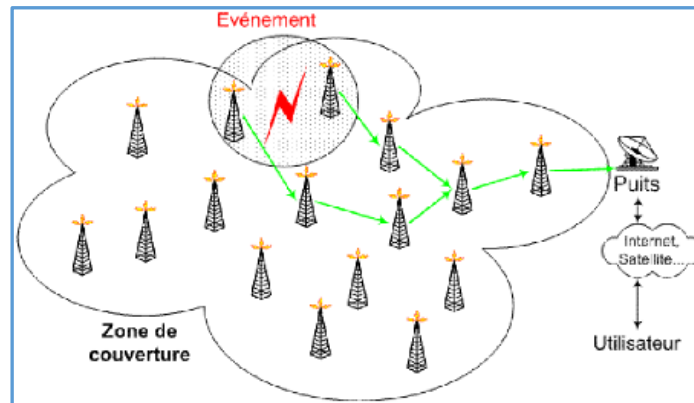 Evénement
Puits
Internet,
Satellite...
Zone de
couverture
Utilisateur